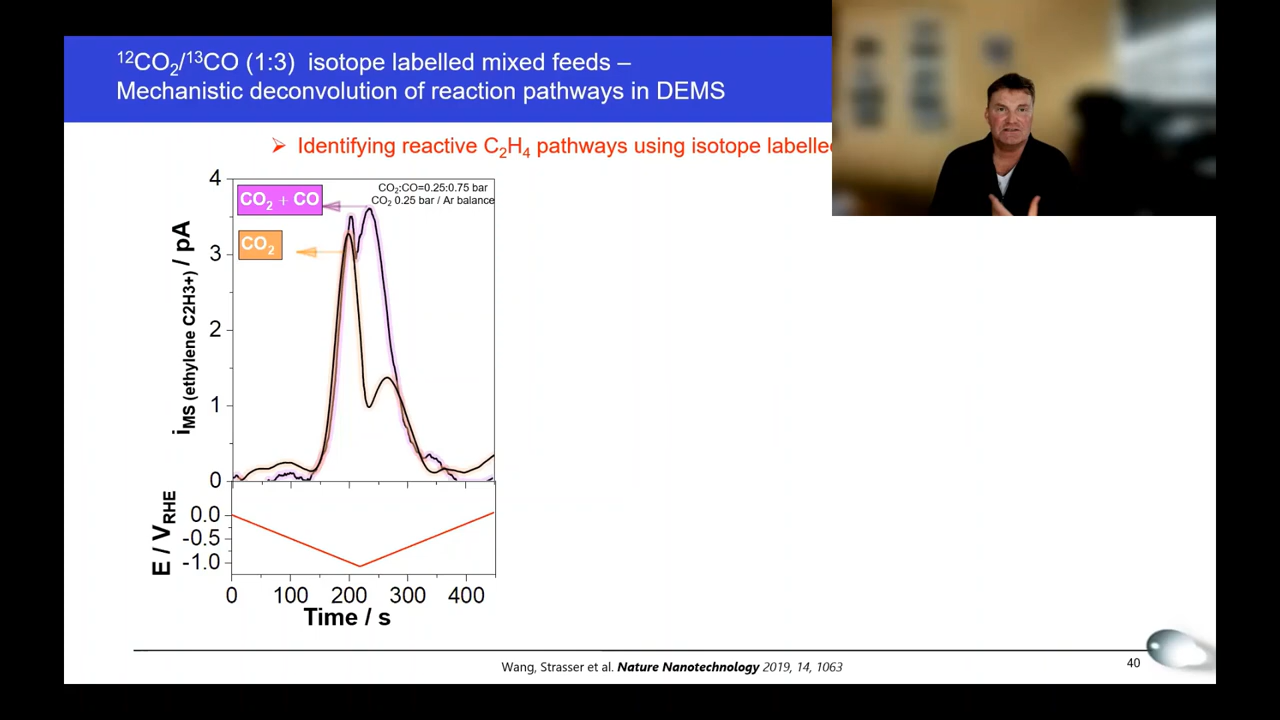 ¹²CO₂/¹³CO (1:3) isotope labelled mixed feeds –
Mechanistic deconvolution of reaction pathways in DEMS
➢ Identifying reactive C₂H₄ pathways using isotope labelled
4
CO₂ + CO
CO₂:CO=0.25:0.75 bar
CO₂ 0.25 bar / Ar balance
CO₂
3
2
1
0
iMS (ethylene C2H3+) / pA
0.0
-0.5
-1.0
E / VRHE
0 100 200 300 400
Time / s
Wang, Strasser et al. Nature Nanotechnology 2019, 14, 1063
40